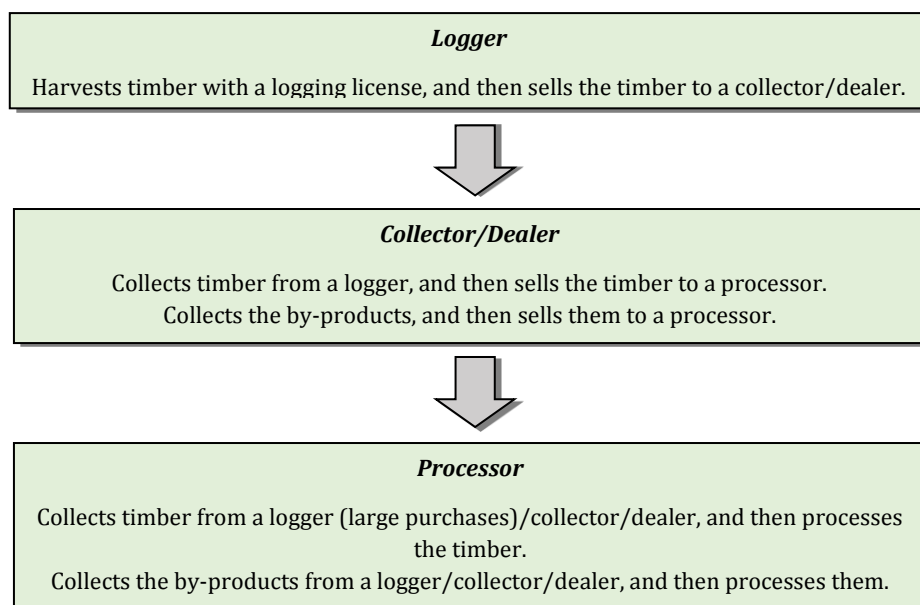 Logger
Harvests timber with a logging license, and then sells the timber to a collector/dealer.
Collector/Dealer
Collects timber from a logger, and then sells the timber to a processor.
Collects the by-products, and then sells them to a processor.
Processor
Collects timber from a logger (large purchases)/collector/dealer, and then processes
the timber.
Collects the by-products from a logger/collector/dealer, and then processes them.